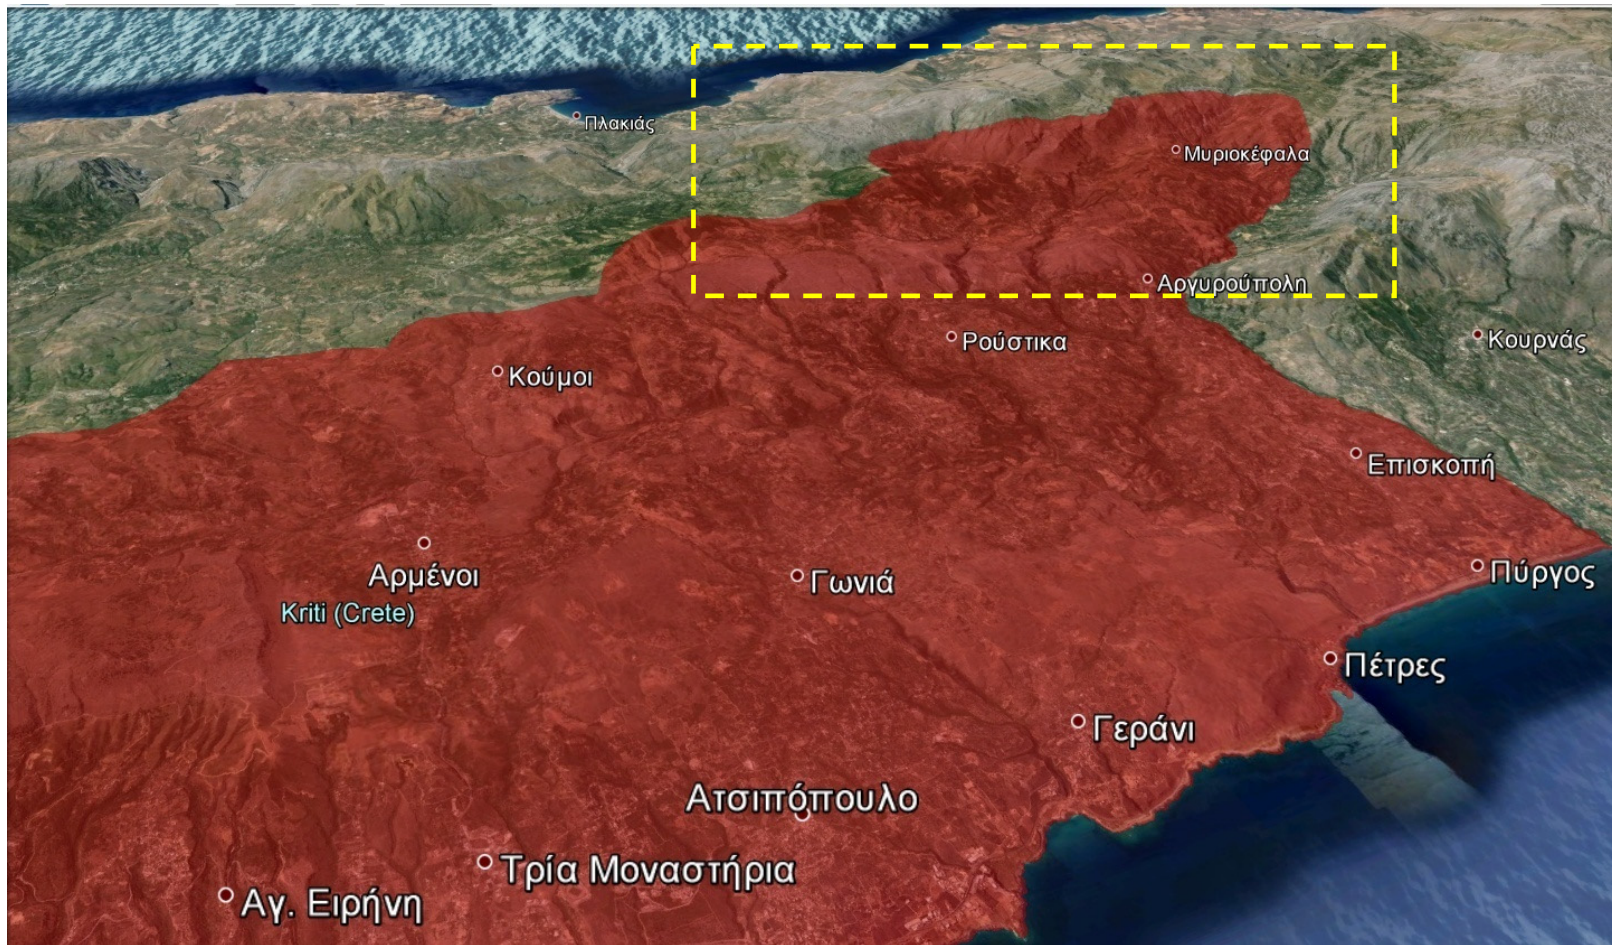 Πλακιάς
Μυριοκέφαλα
Αργυρούπολη
Ρούστικα
Κουρνάς
Κούμοι
Επισκοπή
Αρμένοι
Γωνιά
Πύργος
Kriti (Crete)
Πέτρες
Γεράνι
Ατσιπόπουλο
Τρία Μοναστήρια
Αγ. Ειρήνη